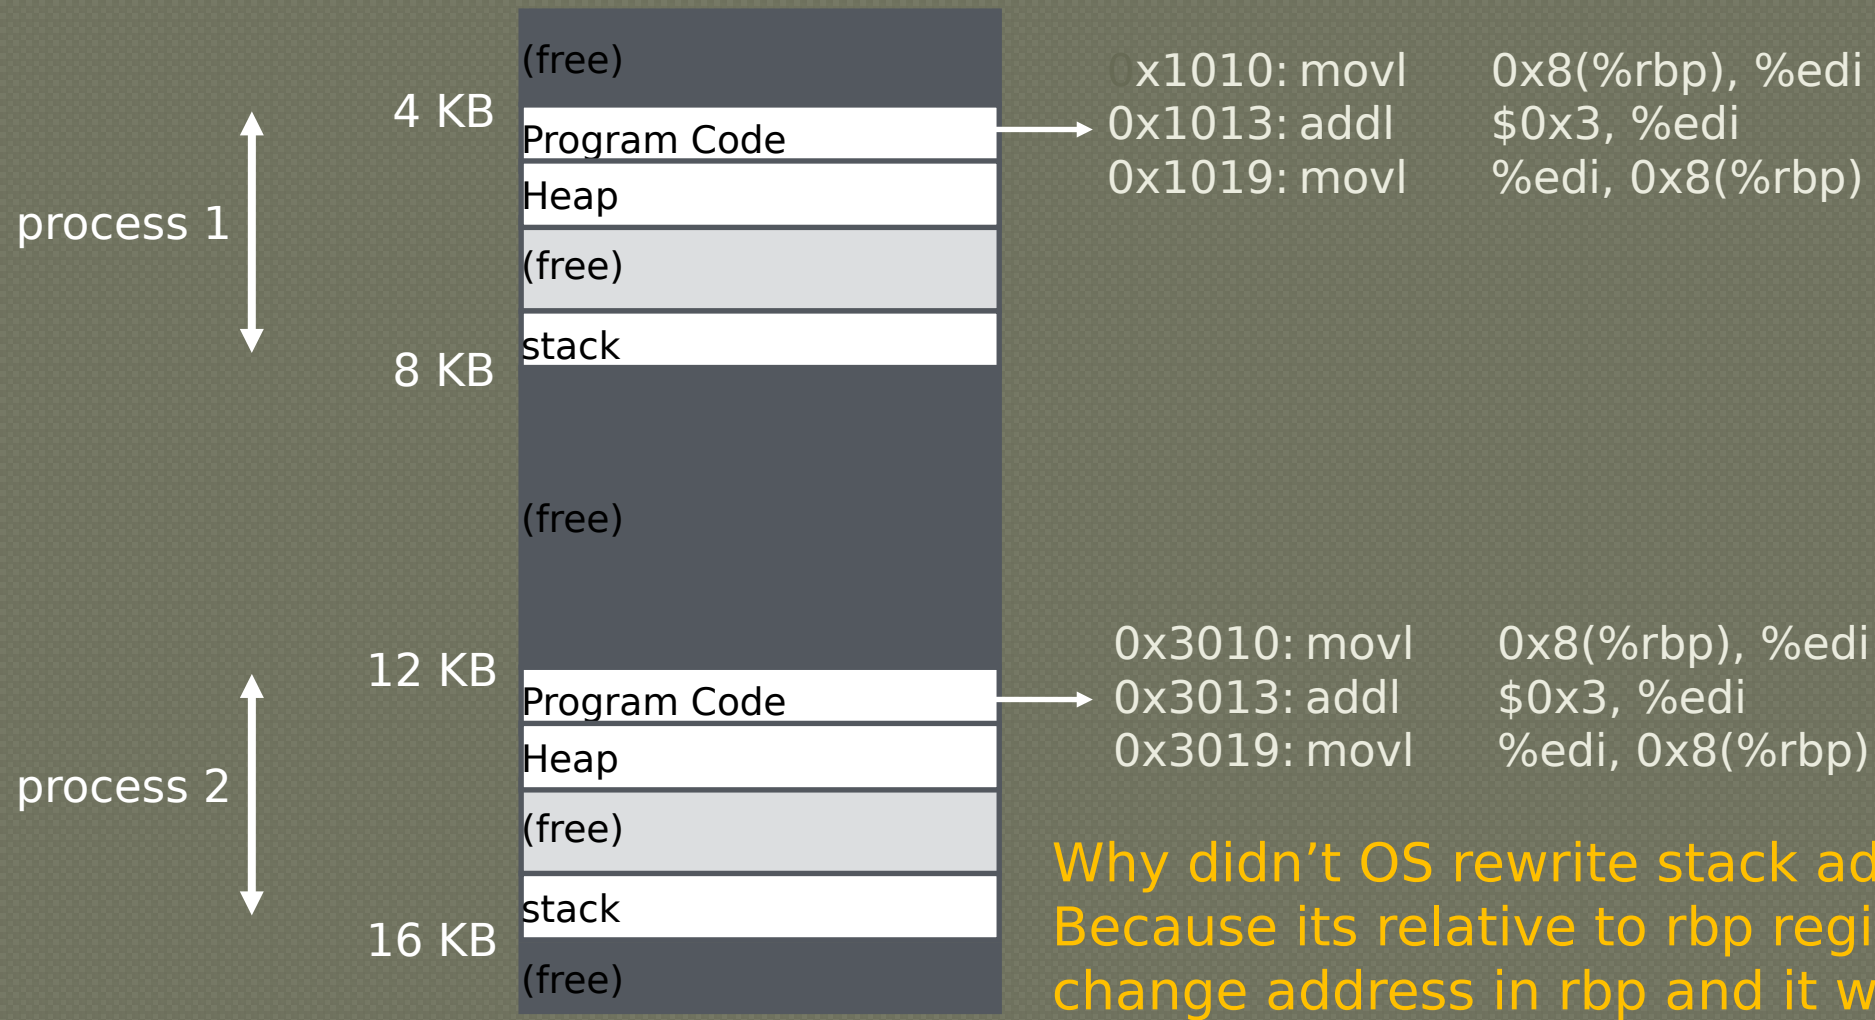 (free)
4 KB
Program Code
Heap
(free)
stack
process 1
8 KB
0x1010: movl 0x8(%rbp), %edi
0x1013: addl $0x3, %edi
0x1019: movl %edi, 0x8(%rbp)
(free)
12 KB
Program Code
Heap
(free)
stack
process 2
16 KB
(free)
0x3010: movl 0x8(%rbp), %edi
0x3013: addl $0x3, %edi
0x3019: movl %edi, 0x8(%rbp)
Why didn’t OS rewrite stack
Because its relative to rbp
change address in rbp and it